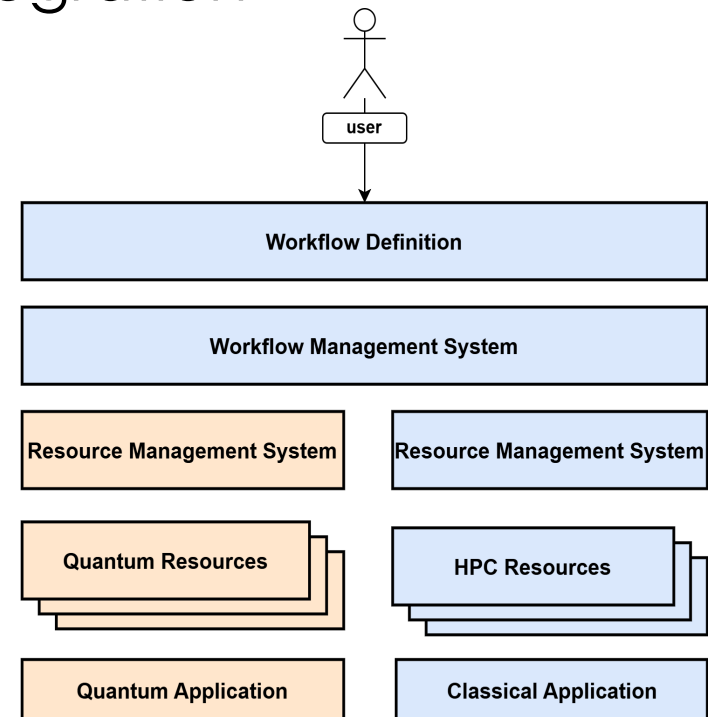 user
Workflow Definition
Workflow Management System
Resource Management System
Resource Management System
Quantum Resources
HPC Resources
Quantum Application
Classical Application